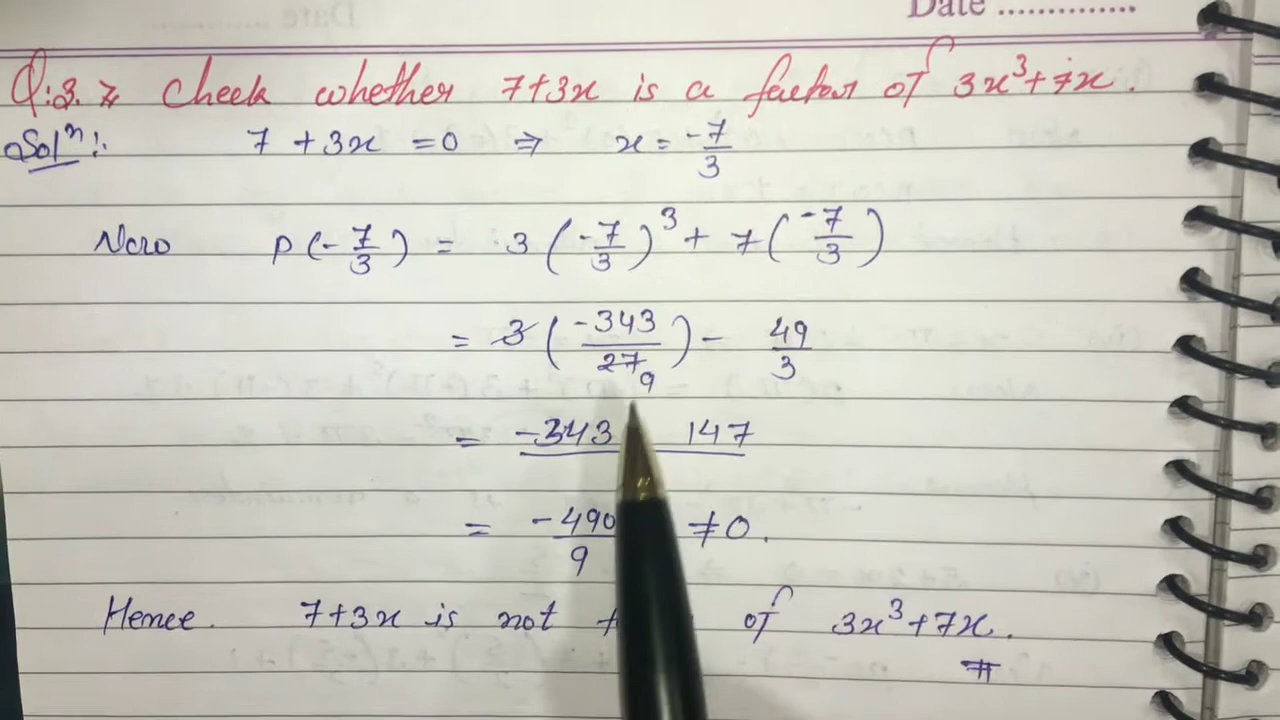 Date ..............
Q:3.7 Check whether 7+3x is a factor of 3x³+7x.
Solⁿ:- 7 + 3x = 0 ⇒ x = -7/3
Now P(-7/3) = 3(-7/3)³ + 7(-7/3)
= 3(-343/27 9) - 49/3
= -343 147
= -490/9 ≠0.
Hence 7+3x is not of 3x³+7x.